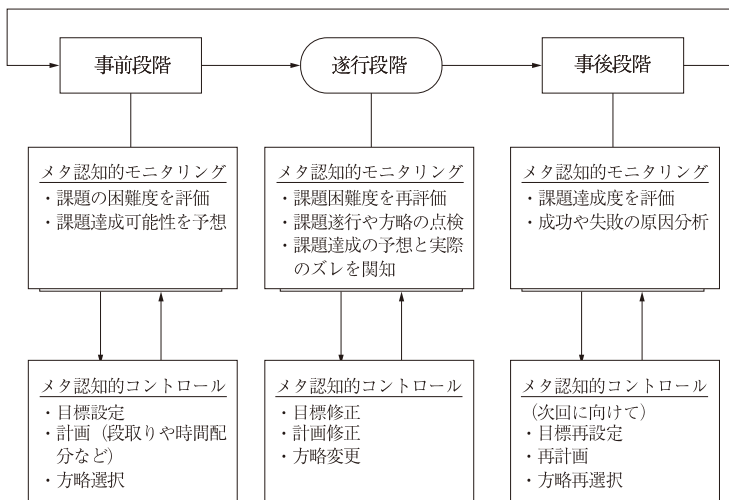 事前段階
遂行段階
事後段階
メタ認知的モニタリング
・課題の困難度を評価
・課題達成可能性を予想
メタ認知的モニタリング
・課題困難度を再評価
・課題遂行や方略の点検
・課題達成の予想と実際
のズレを関知
メタ認知的モニタリング
・課題達成度を評価
・成功や失敗の原因分析
メタ認知的コントロール
・目標設定
・計画（段取りや時間配
分など）
・方略選択
メタ認知的コントロール
・目標修正
・計画修正
・方略変更
メタ認知的コントロール
（次回に向けて）
・目標再設定
・再計画
・方略再選択